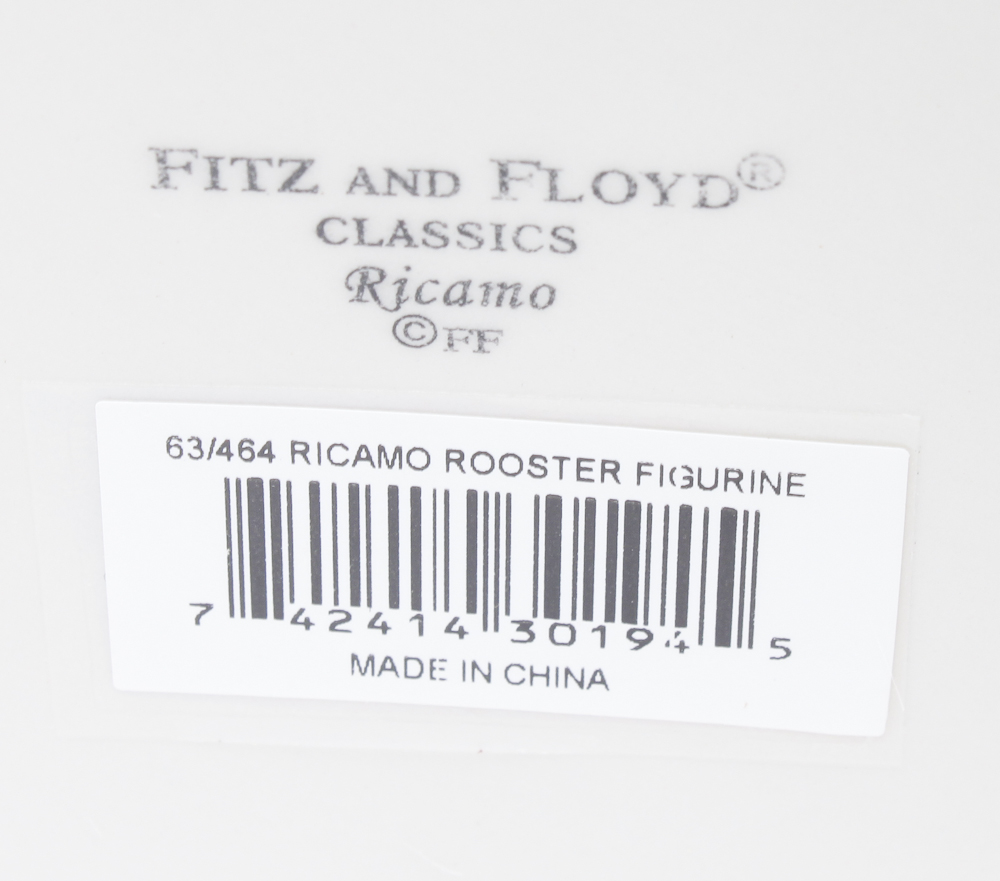 FITZ AND FLOYD®
CLASSICS
Ricamo
©FF
63/464 RICAMO ROOSTER FIGURINE
7 42414 30194 5
MADE IN CHINA